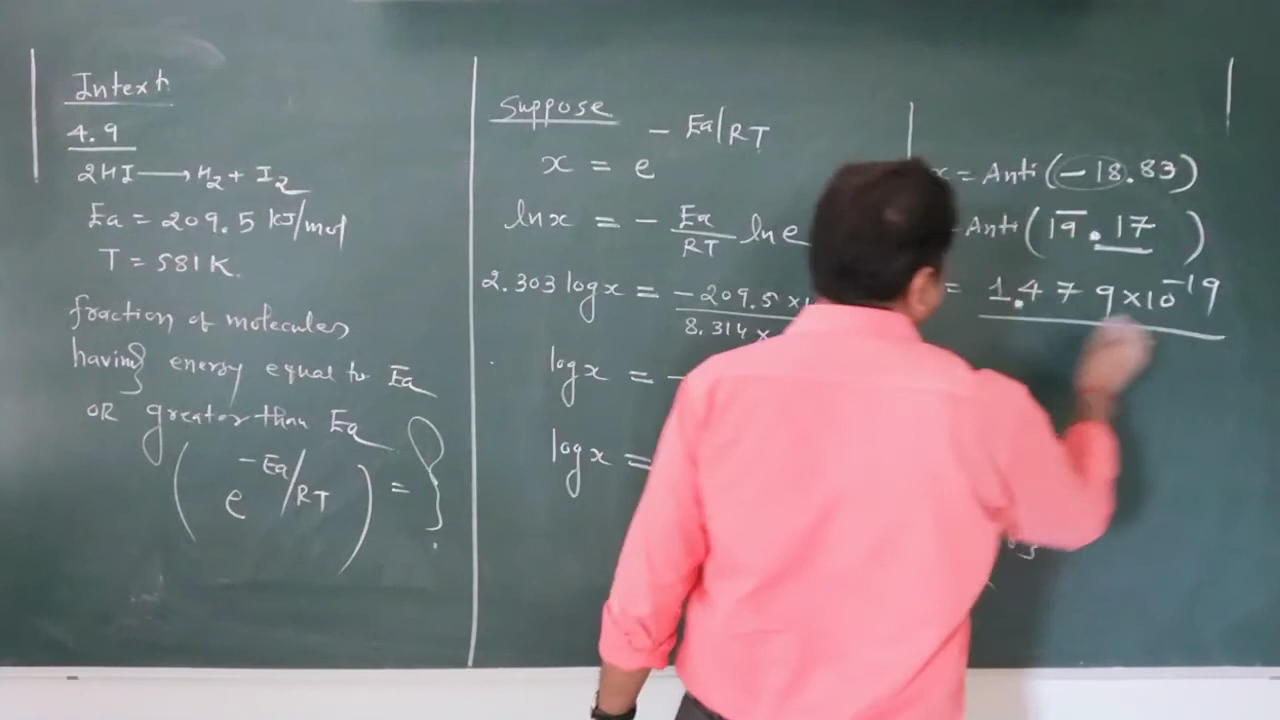 Intext
4.9
2HI → H₂ + I₂
Ea = 209.5 kJ/mol
T = 581 K.
fraction of molecules
having energy equal to Ea
OR greater than Ea
( e^-Ea/RT ) = }
Suppose
x = e^-Ea/RT
ln x = - Ea/RT ln e
2.303 log x = -209.5 × / 8.314 ×
log x = -
log x =
x = Anti (-18.83)
Anti (1̅9̅.17)
= 1.479 × 10⁻¹⁹